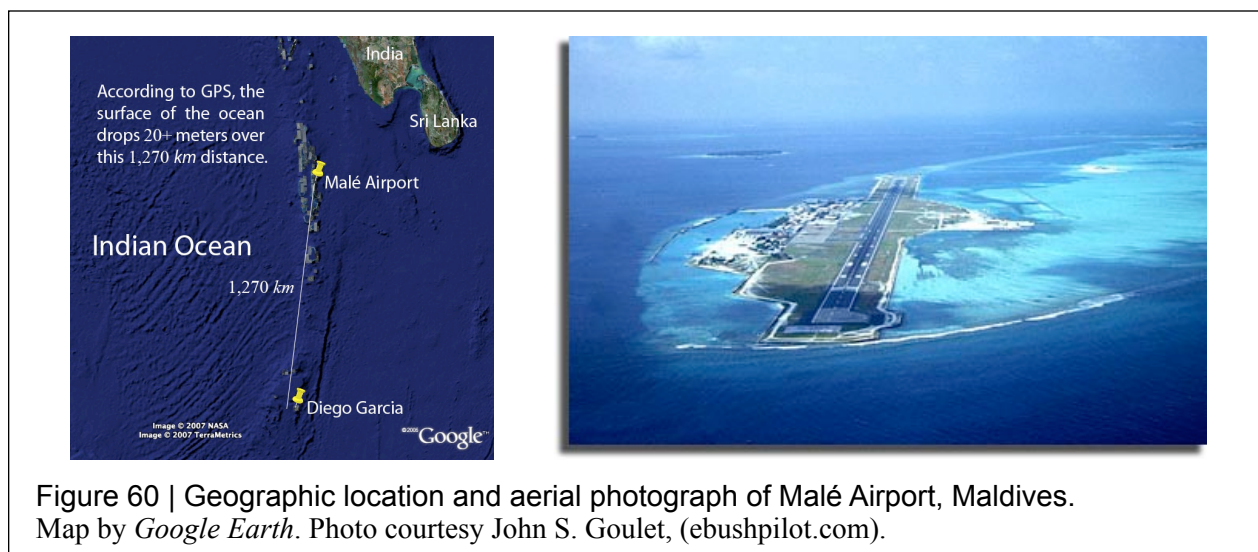 India
According to GPS, the
surface of the ocean
drops 20+ meters over
this 1,270 km distance.
Sri Lanka
Malé Airport
Indian Ocean
1,270 km
Diego Garcia
Image © 2007 NASA
Image © 2007 TerraMetrics
©2006 Google™
Figure 60 | Geographic location and aerial photograph of Malé Airport, Maldives.
Map by Google Earth. Photo courtesy John S. Goulet, (ebushpilot.com).